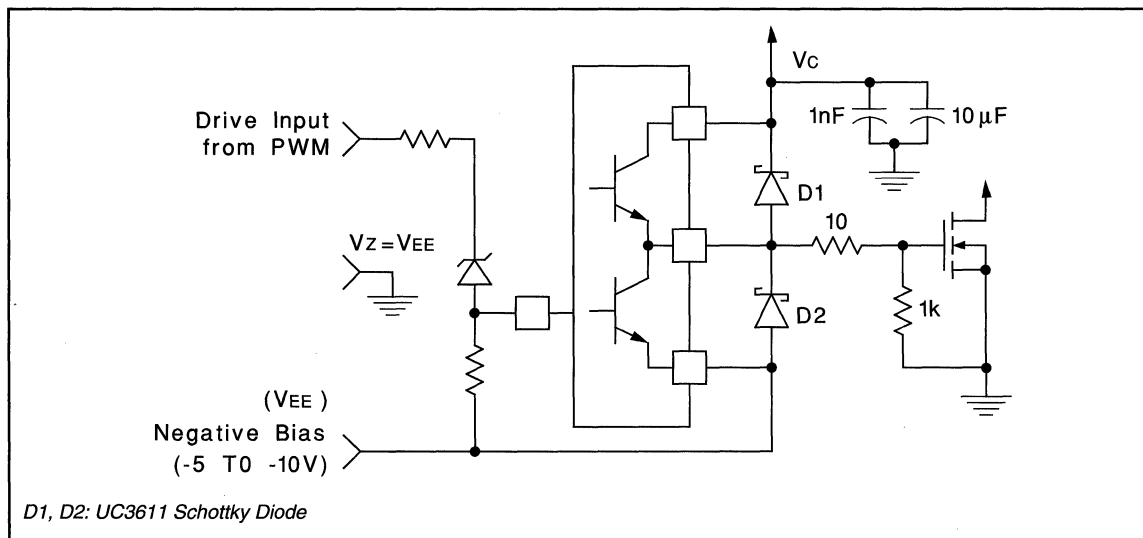 Drive Input
from PWM
VZ=VEE
(VEE)
Negative Bias
(-5 T0 -10V)
VC
1nF
10 µF
D1
10
D2
1k
D1, D2: UC3611 Schottky Diode